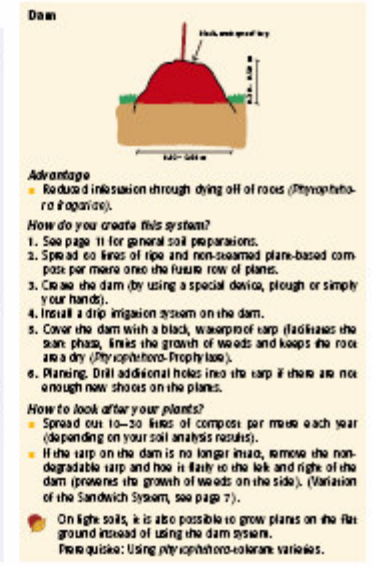 Dam
Black, waterproof tarp
Advantage
Reduced infestation through dying off of roots (Phytophtho-
ra fragariae).
How do you create this system?
1. See page 11 for general soil preparations.
2. Spread 60 litres of ripe and non-steamed plant-based com-
post per metre onto the future row of plants.
3. Create the dam (by using a special device, plough or simply
your hands).
4. Install a drip irrigation system on the dam.
5. Cover the dam with a black, waterproof tarp (facilitates the
start phase, limits the growth of weeds and keeps the root
area dry (Phytophthora-Prophylaxe).
6. Planting. Drill additional holes into the tarp if there are not
enough new shoots on the plants.
How to look after your plants?
Spread out 10–30 litres of compost per metre each year
(depending on your soil analysis results).
If the tarp on the dam is no longer intact, remove the non-
degradable tarp and hoe it flatly to the left and right of the
dam (prevents the growth of weeds on the side). (Variation
of the Sandwich System, see page 7).
On light soils, it is also possible to grow plants on the flat
ground instead of using the dam system.
Prerequisite: Using phytophthora-tolerant varieties.